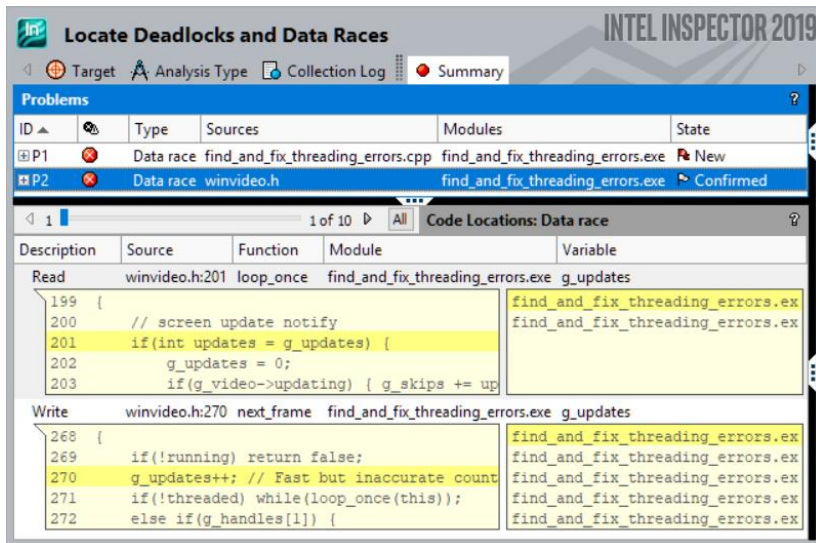 In
Locate Deadlocks and Data Races
INTEL INSPECTOR 2019
Target Analysis Type Collection Log Summary
Problems ?
ID Type Sources Modules State
P1 Data race find_and_fix_threading_errors.cpp find_and_fix_threading_errors.exe New
P2 Data race winvideo.h find_and_fix_threading_errors.exe Confirmed
1 1 of 10 All Code Locations: Data race ?
Description Source Function Module Variable
Read winvideo.h:201 loop_once find_and_fix_threading_errors.exe g_updates
199 { find_and_fix_threading_errors.ex
200 // screen update notify find_and_fix_threading_errors.ex
201 if(int updates = g_updates) {
202 g_updates = 0;
203 if(g_video->updating) { g_skips += up
Write winvideo.h:270 next_frame find_and_fix_threading_errors.exe g_updates
268 { find_and_fix_threading_errors.ex
269 if(!running) return false; find_and_fix_threading_errors.ex
270 g_updates++; // Fast but inaccurate count find_and_fix_threading_errors.ex
271 if(!threaded) while(loop_once(this)); find_and_fix_threading_errors.ex
272 else if(g_handles[1]) { find_and_fix_threading_errors.ex